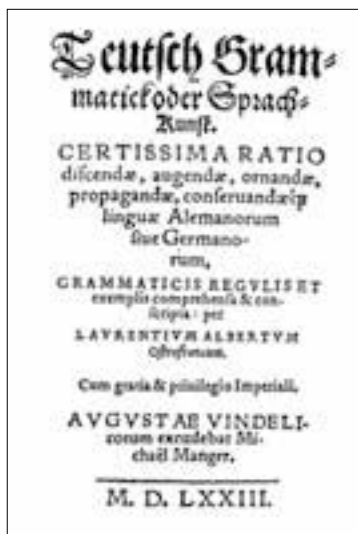 Teutsch Gram-
matick oder Sprach-
Kunst.
CERTISSIMA RATIO
discendæ, augendæ, ornandæ,
propagandæ, conseruandæq́;
linguæ Alemanorum
siue Germano-
rum,
GRAMMATICIS REGVLIS ET
exemplis comprehensa & con-
scripta: per
LAVRENTIVM ALBERTVM
Ostrofrancum.
Cum gratia & priuilegio Imperiali.
AVGVSTAE VINDELI-
corum excudebat Mi-
chaël Manger.
M. D. LXXIII.